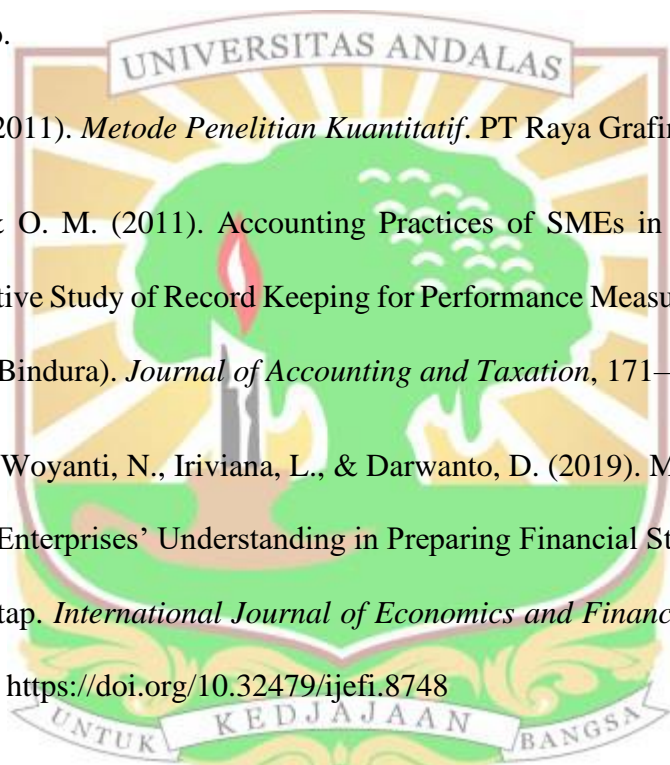 UNIVERSITAS ANDALAS
2011). Metode Penelitian Kuantitatif. PT Raya Grafin
O. M. (2011). Accounting Practices of SMEs in
tive Study of Record Keeping for Performance Measu
Bindura). Journal of Accounting and Taxation, 171–
Woyanti, N., Iriviana, L., & Darwanto, D. (2019). M
Enterprises’ Understanding in Preparing Financial St
tap. International Journal of Economics and Financ
https://doi.org/10.32479/ijefi.8748
UNTUK KEDJAJAAN BANGSA